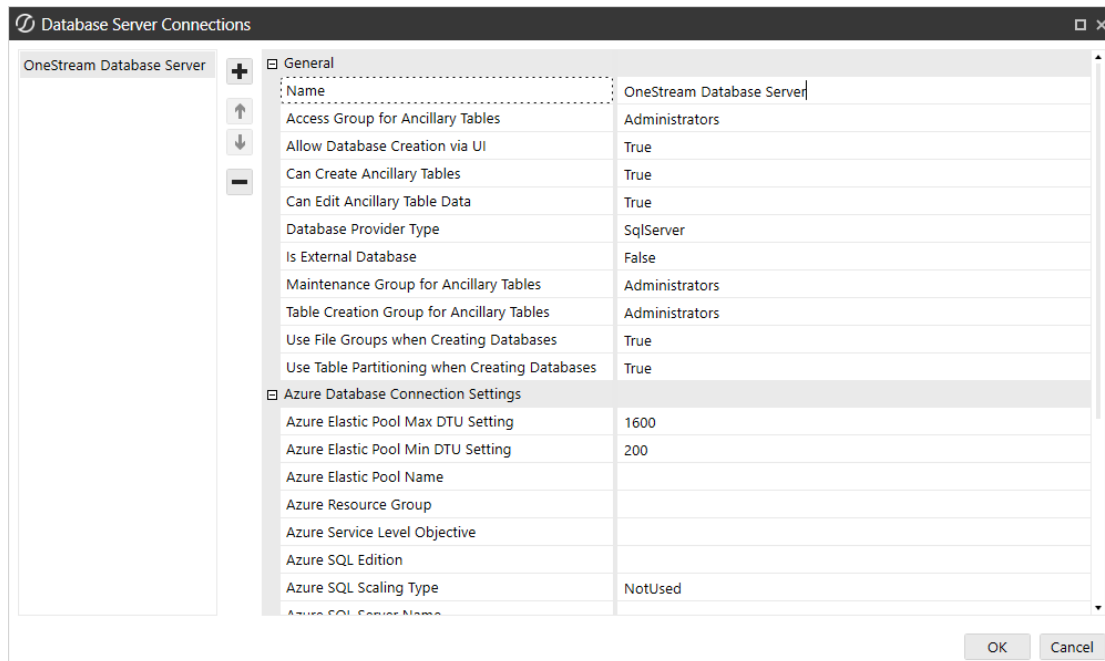 Database Server Connections
OneStream Database Server
General
Name OneStream Database Server
Access Group for Ancillary Tables Administrators
Allow Database Creation via UI True
Can Create Ancillary Tables True
Can Edit Ancillary Table Data True
Database Provider Type SqlServer
Is External Database False
Maintenance Group for Ancillary Tables Administrators
Table Creation Group for Ancillary Tables Administrators
Use File Groups when Creating Databases True
Use Table Partitioning when Creating Databases True
Azure Database Connection Settings
Azure Elastic Pool Max DTU Setting 1600
Azure Elastic Pool Min DTU Setting 200
Azure Elastic Pool Name
Azure Resource Group
Azure Service Level Objective
Azure SQL Edition
Azure SQL Scaling Type NotUsed
Azure SQL Server Name
OK Cancel